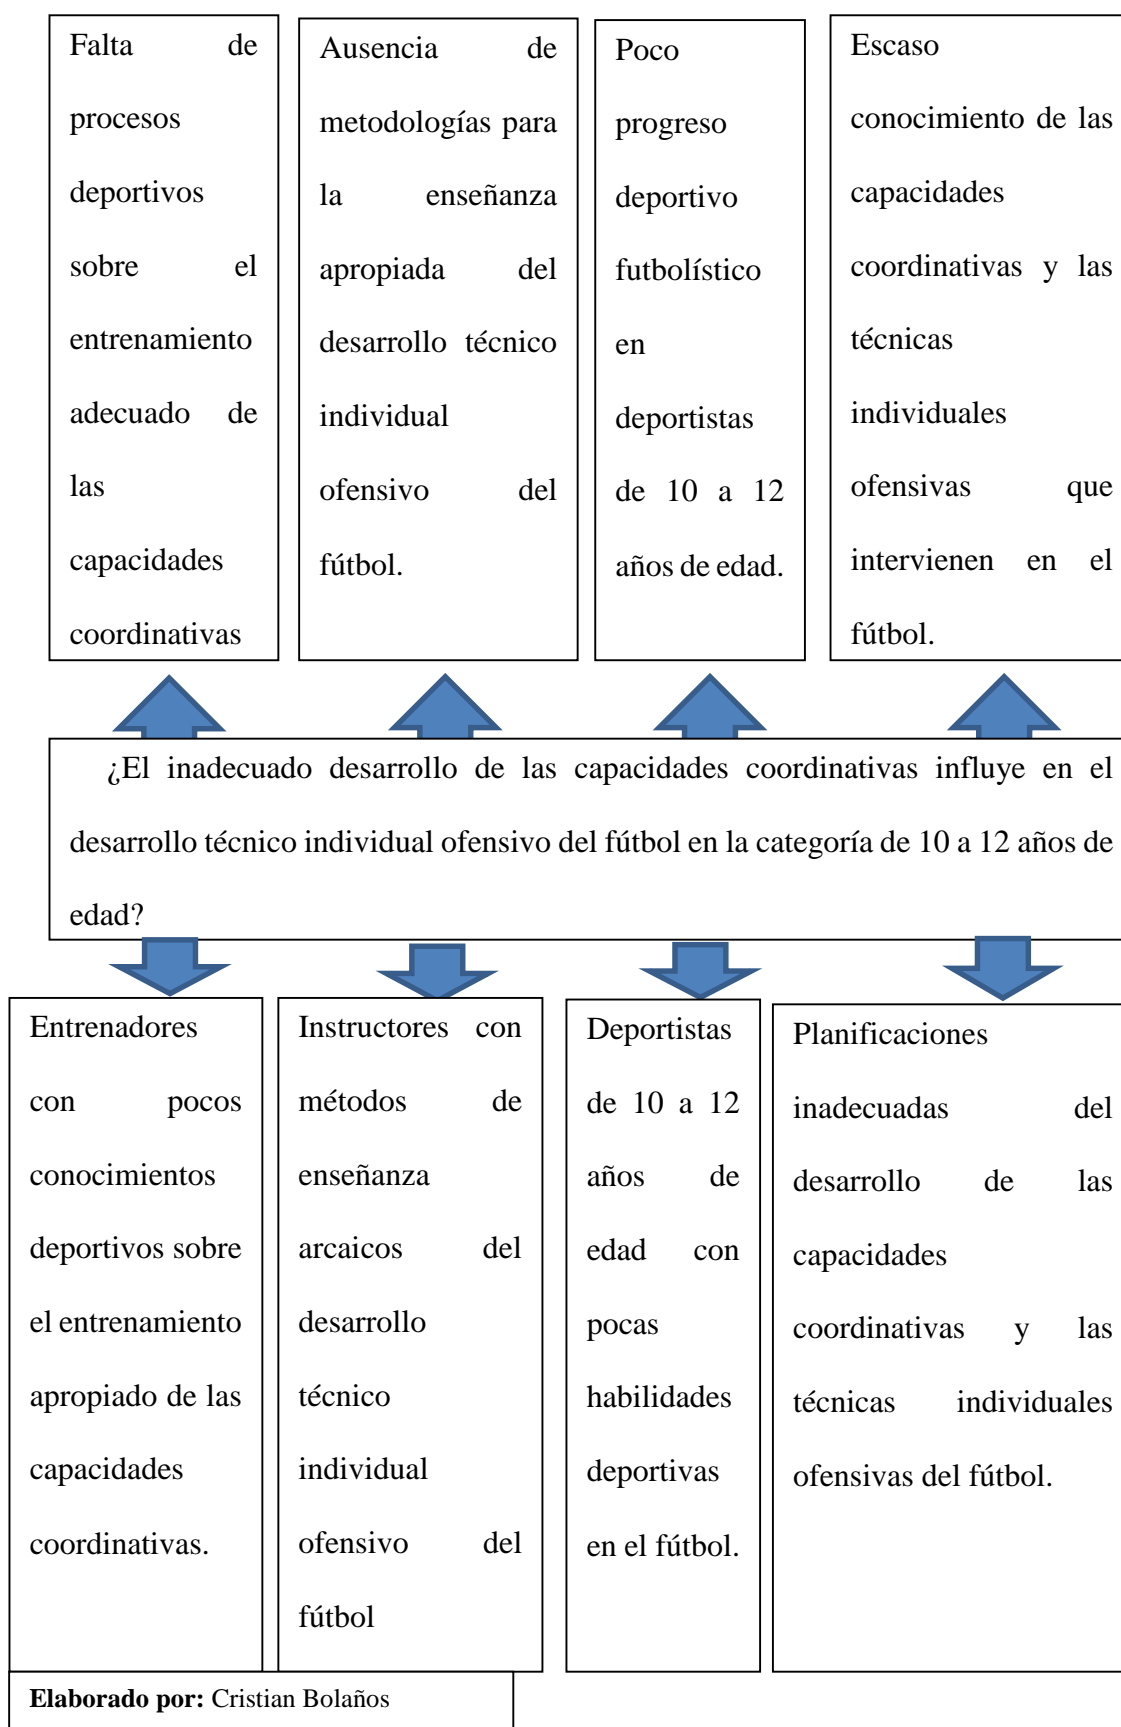 Falta de
procesos
deportivos
sobre el
entrenamiento
adecuado de
las
capacidades
coordinativas
Ausencia de
metodologías para
la enseñanza
apropiada del
desarrollo técnico
individual
ofensivo del
fútbol.
Poco
progreso
deportivo
futbolístico
en
deportistas
de 10 a 12
años de edad.
Escaso
conocimiento de las
capacidades
coordinativas y las
técnicas
individuales
ofensivas que
intervienen en el
fútbol.
¿El inadecuado desarrollo de las capacidades coordinativas influye en el
desarrollo técnico individual ofensivo del fútbol en la categoría de 10 a 12 años de
edad?
Entrenadores
con pocos
conocimientos
deportivos sobre
el entrenamiento
apropiado de las
capacidades
coordinativas.
Instructores con
métodos de
enseñanza
arcaicos del
desarrollo
técnico
individual
ofensivo del
fútbol
Deportistas
de 10 a 12
años de
edad con
pocas
habilidades
deportivas
en el fútbol.
Planificaciones
inadecuadas del
desarrollo de las
capacidades
coordinativas y las
técnicas individuales
ofensivas del fútbol.
Elaborado por: Cristian Bolaños